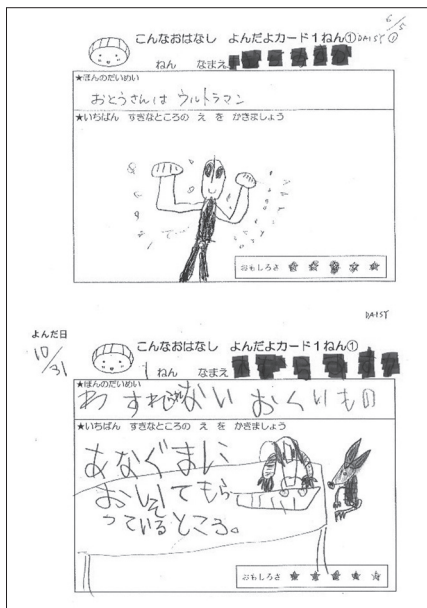 6/5
こんなおはなし よんだよカード1ねん① DAISY ①
ねん なまえ
★ほんのだいめい
おとうさんは ウルトラマン
★いちばん すきなところの え を かきましょう
おもしろさ ★ ★ ★ ★ ★
DAISY
よんだ日
10/31
こんなおはなし よんだよカード1ねん①
1ねん なまえ
★ほんのだいめい
わすれられない おくりもの
★いちばん すきなところの え を かきましょう
あなぐまに
おしえてもら
っているところ。
おもしろさ ★ ★ ★ ★ ★